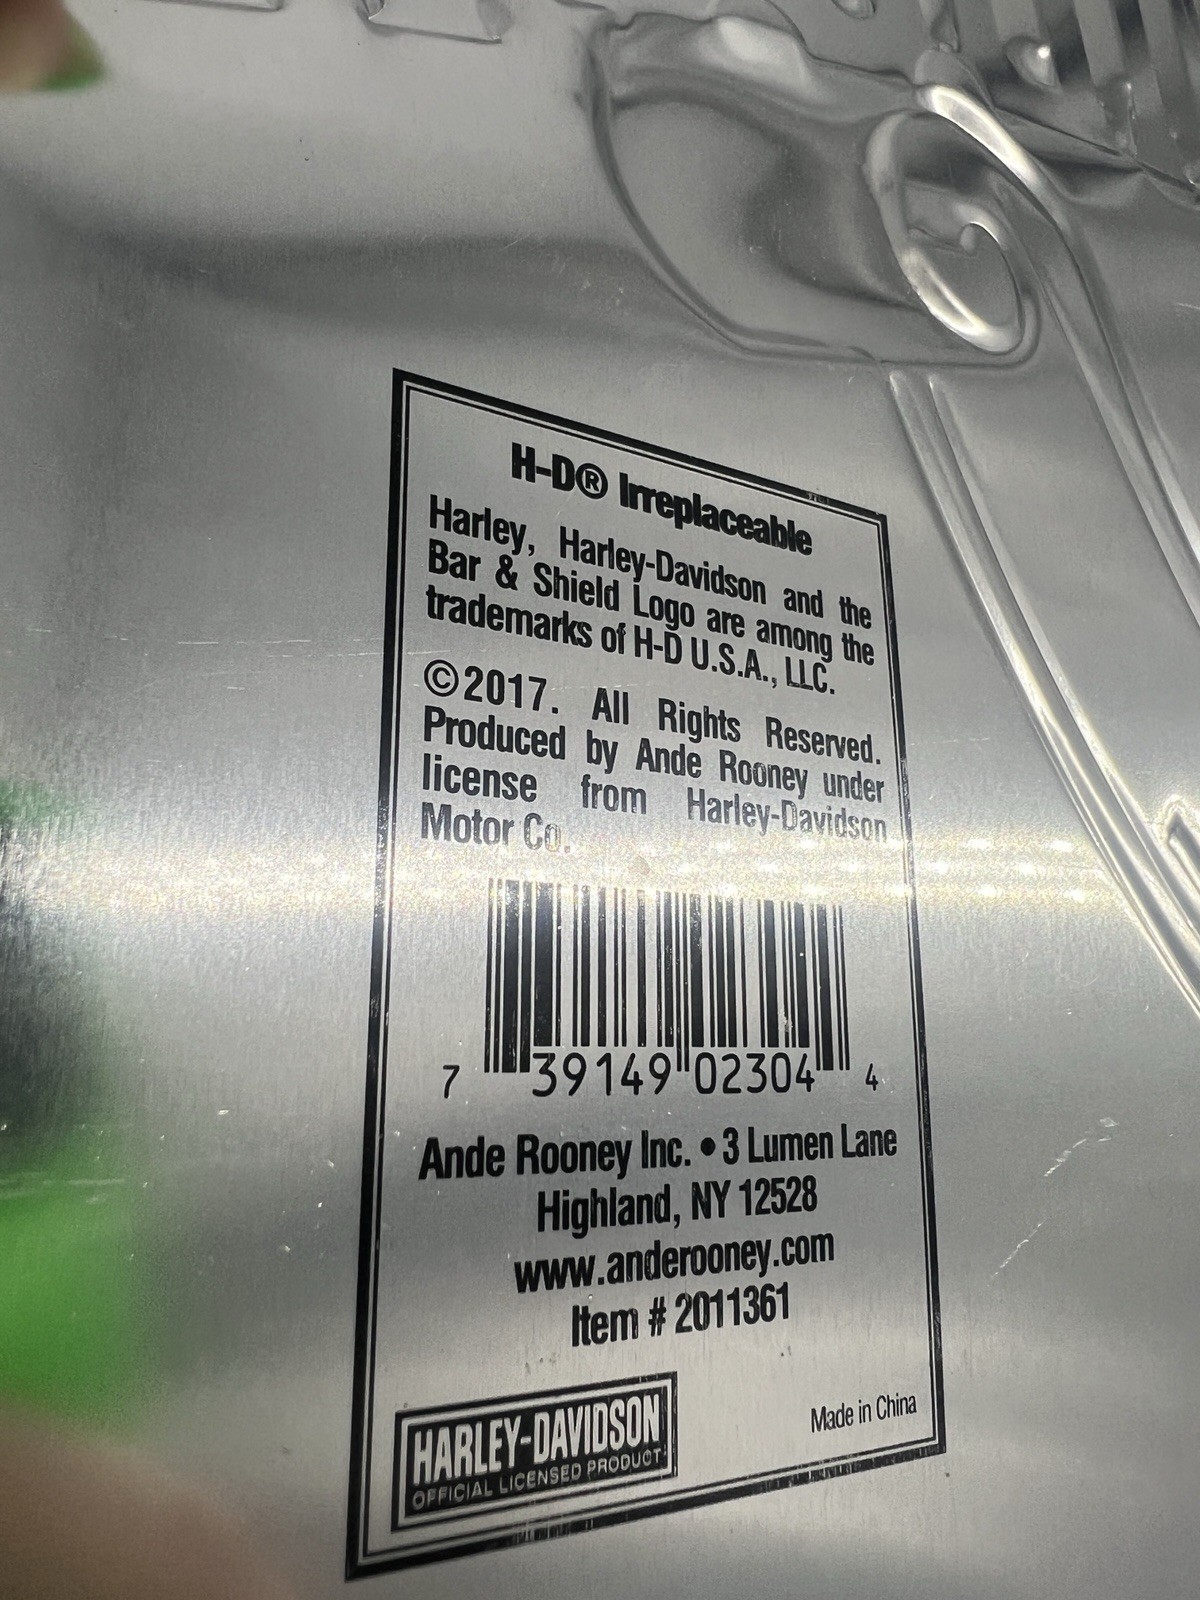 H-D® Irreplaceable
Harley, Harley-Davidson and the
Bar & Shield Logo are among the
trademarks of H-D U.S.A., LLC.
©2017. All Rights Reserved.
Produced by Ande Rooney under
license from Harley-Davidson
Motor Co.
7 39149 02304 4
Ande Rooney Inc. • 3 Lumen Lane
Highland, NY 12528
www.anderooney.com
Item # 2011361
HARLEY-DAVIDSON
OFFICIAL LICENSED PRODUCT
Made in China